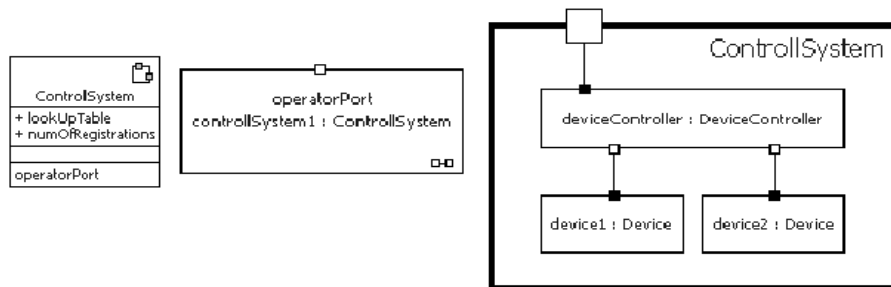 ControlSystem
+ lookUpTable
+ numOfRegistrations
operatorPort
operatorPort
controllSystem1 : ControllSystem
ControllSystem
deviceController : DeviceController
device1 : Device
device2 : Device